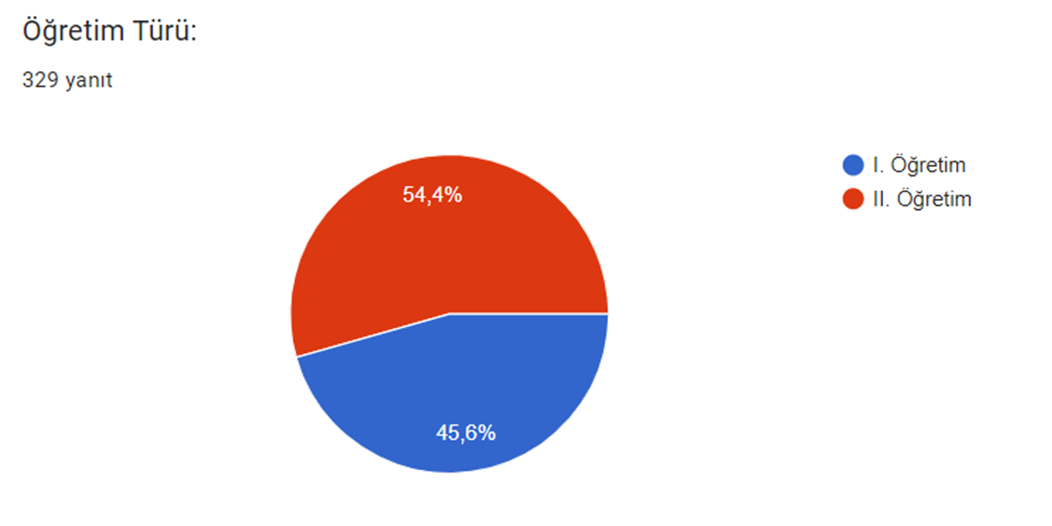 Öğretim Türü:
329 yanıt
I. Öğretim
II. Öğretim
54,4%
45,6%